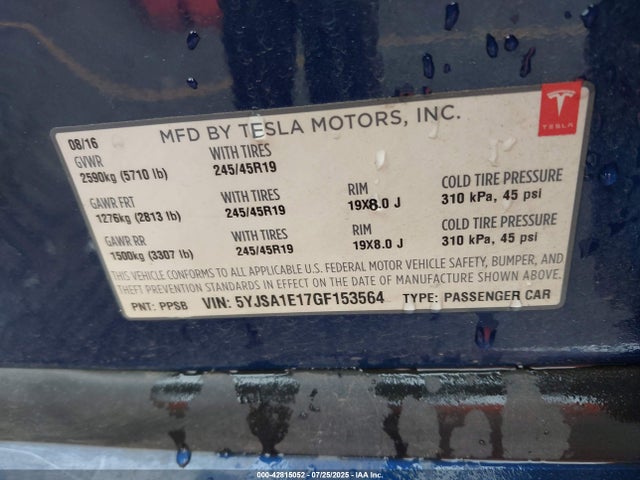 08/16 MFD BY TESLA MOTORS, INC.
TESLA
GVWR WITH TIRES
2590kg (5710 lb) 245/45R19
GAWR FRT WITH TIRES RIM COLD TIRE PRESSURE
1276kg (2813 lb) 245/45R19 19X8.0 J 310 kPa, 45 psi
GAWR RR WITH TIRES RIM COLD TIRE PRESSURE
1500kg (3307 lb) 245/45R19 19X8.0 J 310 kPa, 45 psi
THIS VEHICLE CONFORMS TO ALL APPLICABLE U.S. FEDERAL MOTOR VEHICLE SAFETY, BUMPER, AND
THEFT PREVENTION STANDARDS IN EFFECT ON THE DATE OF MANUFACTURE SHOWN ABOVE.
PNT: PPSB VIN: 5YJSA1E17GF153564 TYPE: PASSENGER CAR
000-42815052 - 07/25/2025 - IAA Inc.